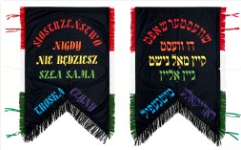 SIOSTRZEŃSTWO
NIGDY
NIE BĘDZIESZ
SZŁA SAMA
TROSKA
שוועסטערשאַפֿט
דו וועסט
קיין מאָל נישט
גיין אַליין